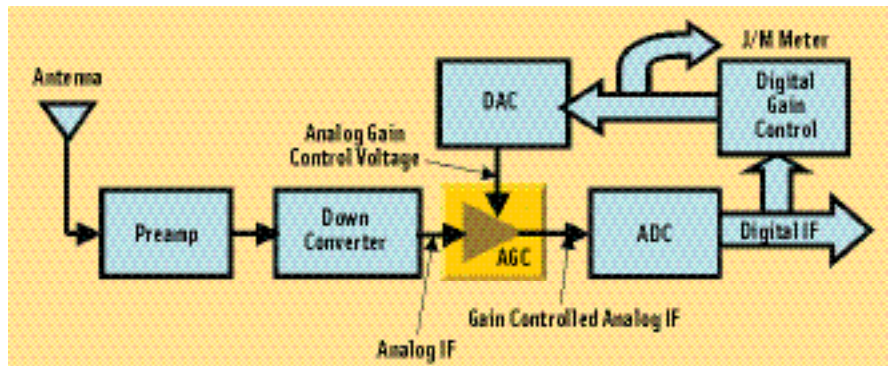 J/M Meter
Antenna
DAC
Digital
Gain
Control
Analog Gain
Control Voltage
Preamp
Down
Converter
AGC
ADC
Digital IF
Gain Controlled Analog IF
Analog IF